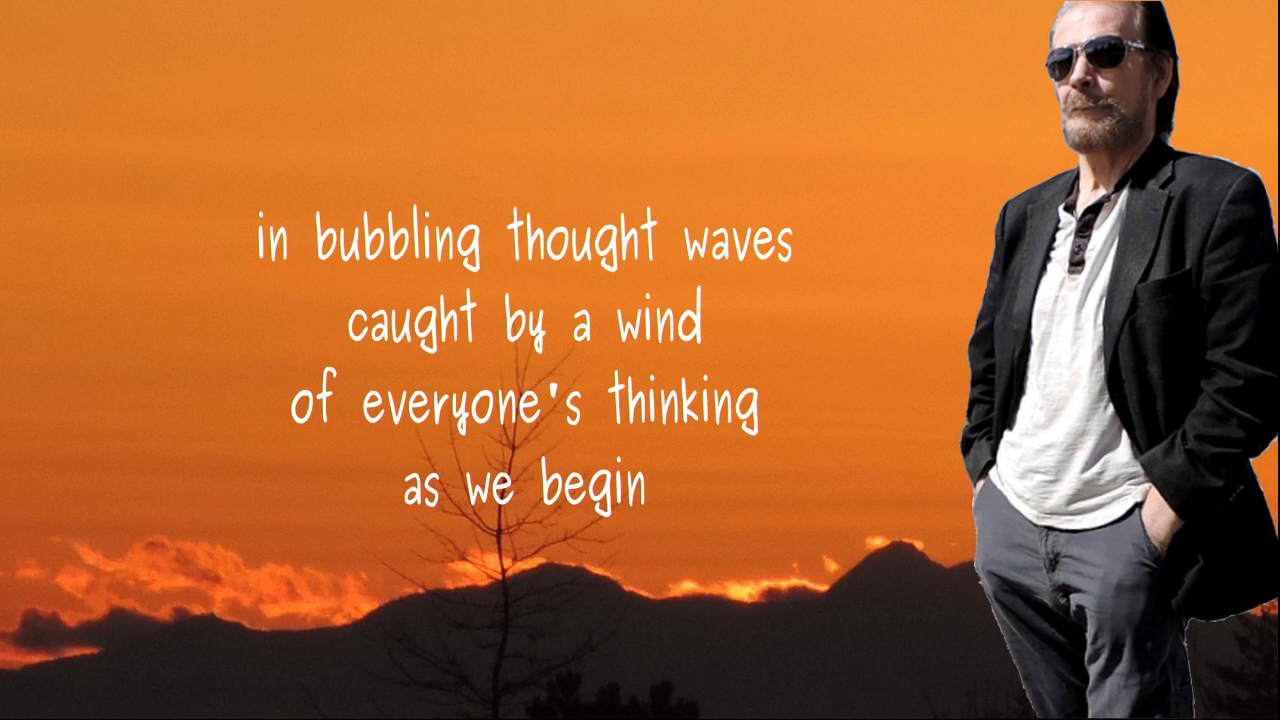 in bubbling thought waves
caught by a wind
of everyone's thinking
as we begin